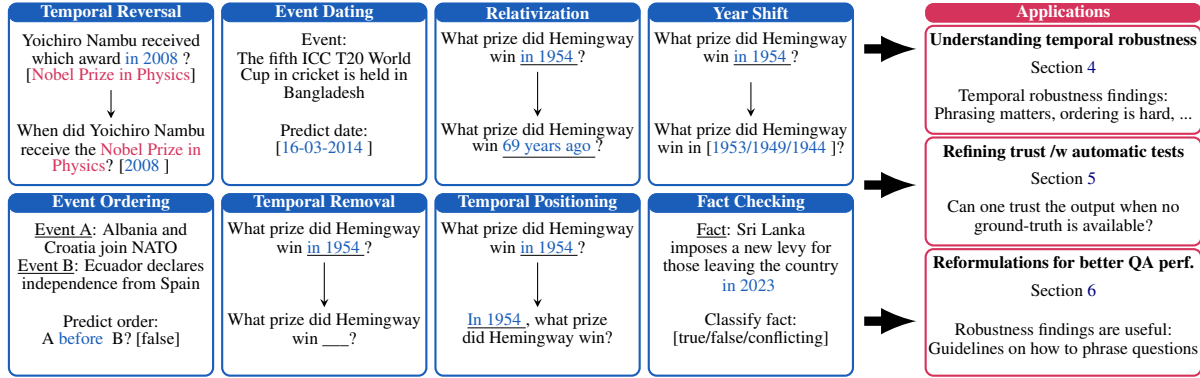 Temporal Reversal
Yoichiro Nambu received
which award in 2008 ?
[Nobel Prize in Physics]
When did Yoichiro Nambu
receive the Nobel Prize in
Physics? [2008 ]
Event Dating
Event:
The fifth ICC T20 World
Cup in cricket is held in
Bangladesh
Predict date:
[16-03-2014 ]
Relativization
What prize did Hemingway
win in 1954 ?
What prize did Hemingway
win 69 years ago ?
Year Shift
What prize did Hemingway
win in 1954 ?
What prize did Hemingway
win in [1953/1949/1944 ]?
Event Ordering
Event A: Albania and
Croatia join NATO
Event B: Ecuador declares
independence from Spain
Predict order:
A before B? [false]
Temporal Removal
What prize did Hemingway
win in 1954 ?
What prize did Hemingway
win ___?
Temporal Positioning
What prize did Hemingway
win in 1954 ?
In 1954 , what prize
did Hemingway win?
Fact Checking
Fact: Sri Lanka
imposes a new levy for
those leaving the country
in 2023
Classify fact:
[true/false/conflicting]
Applications
Understanding temporal robustness
Section 4
Temporal robustness findings:
Phrasing matters, ordering is hard, ...
Refining trust /w automatic tests
Section 5
Can one trust the output when no
ground-truth is available?
Reformulations for better QA perf.
Section 6
Robustness findings are useful:
Guidelines on how to phrase questions